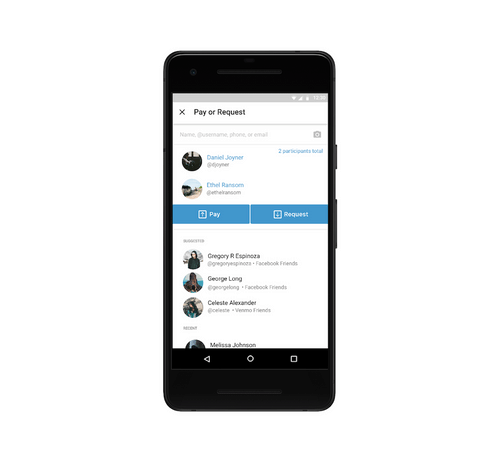 Pay or Request
Name, @username, phone, or email
2 participants total
Daniel Joyner
@djoyner
Ethel Ransom
@ethelransom
Pay
Request
SUGGESTED
Gregory R Espinoza
@gregoryespinoza • Facebook Friends
George Long
@georgelong • Facebook Friends
Celeste Alexander
@celeste • Venmo Friends
RECENT
Melissa Johnson